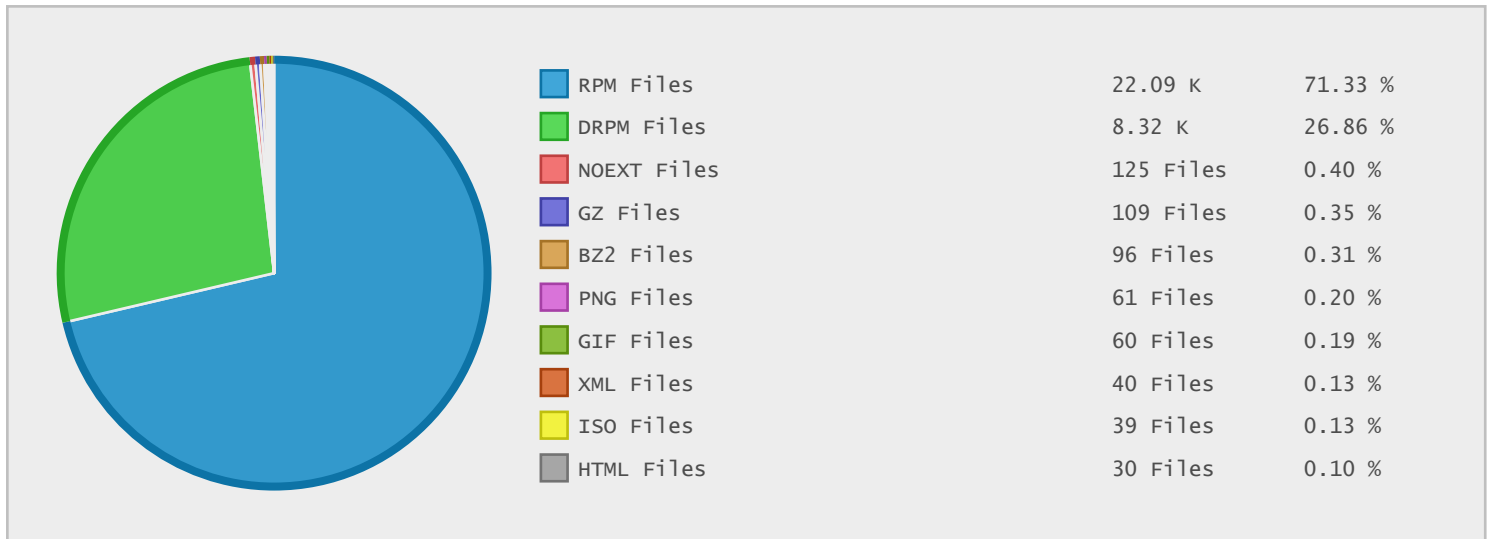 RPM Files 22.09 K 71.33 %
DRPM Files 8.32 K 26.86 %
NOEXT Files 125 Files 0.40 %
GZ Files 109 Files 0.35 %
BZ2 Files 96 Files 0.31 %
PNG Files 61 Files 0.20 %
GIF Files 60 Files 0.19 %
XML Files 40 Files 0.13 %
ISO Files 39 Files 0.13 %
HTML Files 30 Files 0.10 %